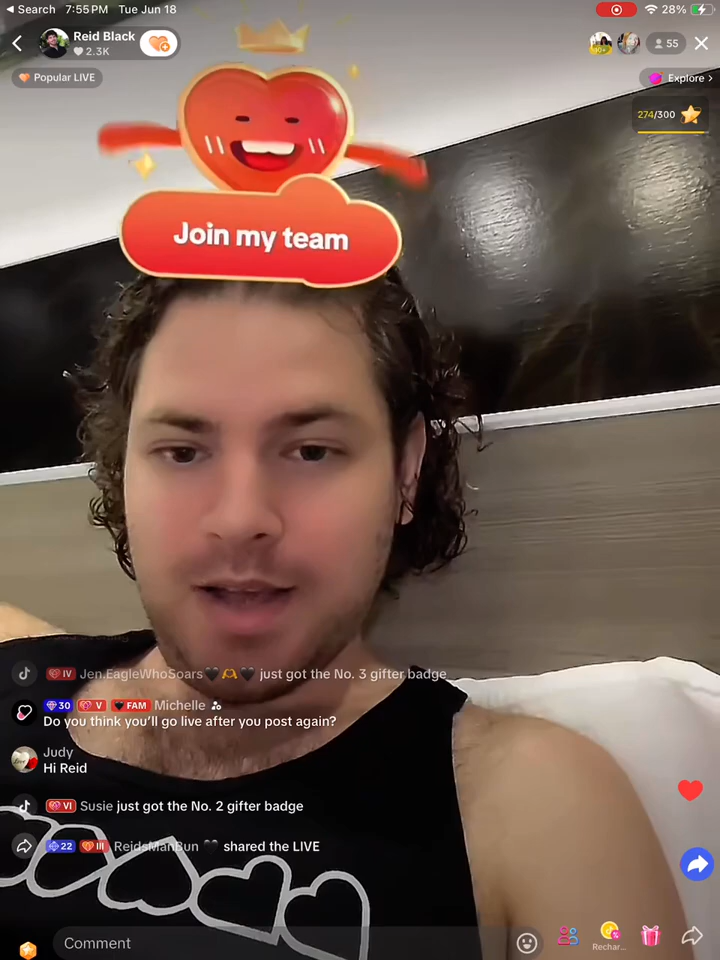 Search 7:55 PM Tue Jun 18
28%
Reid Black
2.3K
10+
55
Popular LIVE
Explore >
274/300
Join my team
IV Jen.EagleWhoSoars🖤🫶🖤 just got the No. 3 gifter badge
30 V FAM Michelle
Do you think you'll go live after you post again?
Judy
Hi Reid
VI Susie just got the No. 2 gifter badge
22 III ReidsManBun 🖤 shared the LIVE
Comment
Rechar...